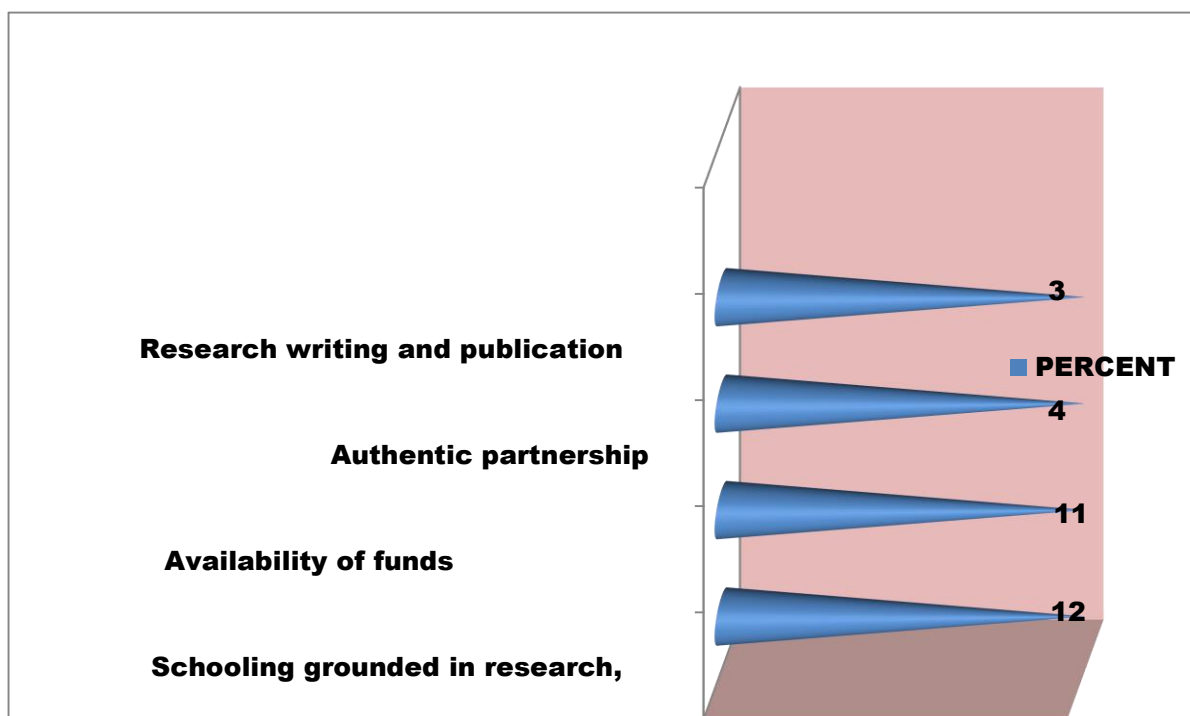 3
Research writing and publication
PERCENT
4
Authentic partnership
11
Availability of funds
12
Schooling grounded in research,